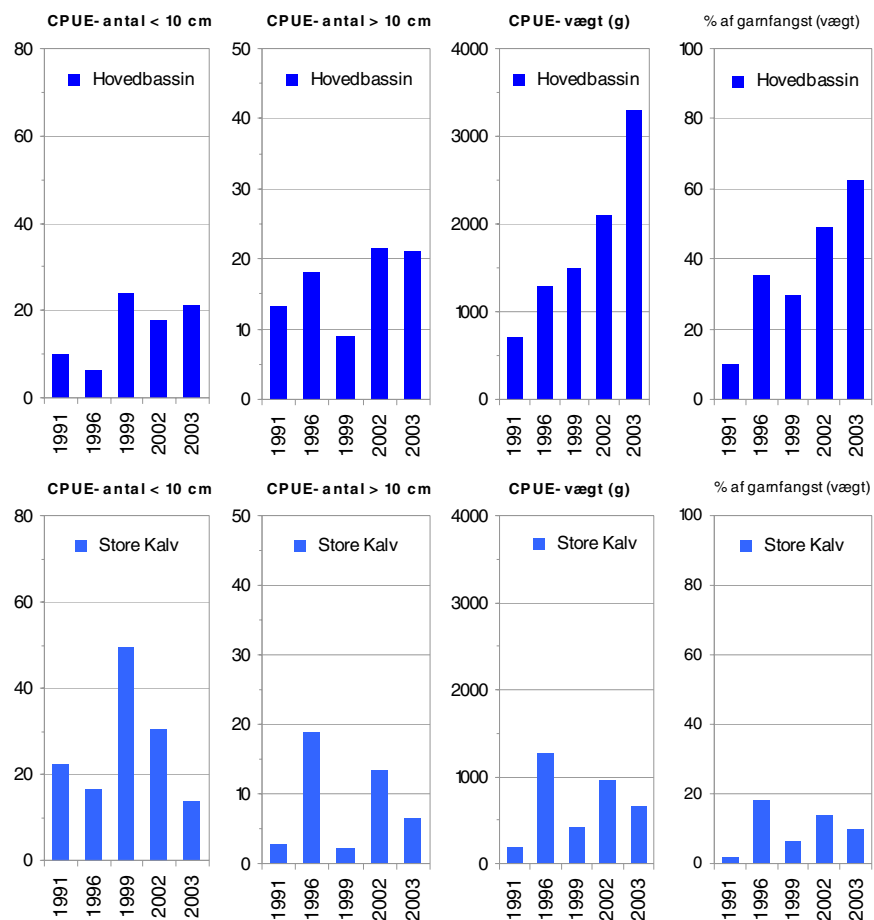 CPUE- antal < 10 cm
80
60
40
20
0
Hovedbassin
1991 1996 1999 2002 2003
CPUE- antal > 10 cm
50
40
30
20
10
0
Hovedbassin
1991 1996 1999 2002 2003
CPUE- vægt (g)
4000
3000
2000
1000
0
Hovedbassin
1991 1996 1999 2002 2003
% af garnfangst (vægt)
100
80
60
40
20
0
Hovedbassin
1991 1996 1999 2002 2003
CPUE- antal < 10 cm
80
60
40
20
0
Store Kalv
1991 1996 1999 2002 2003
CPUE- antal > 10 cm
50
40
30
20
10
0
Store Kalv
1991 1996 1999 2002 2003
CPUE- vægt (g)
4000
3000
2000
1000
0
Store Kalv
1991 1996 1999 2002 2003
% af garnfangst (vægt)
100
80
60
40
20
0
Store Kalv
1991 1996 1999 2002 2003